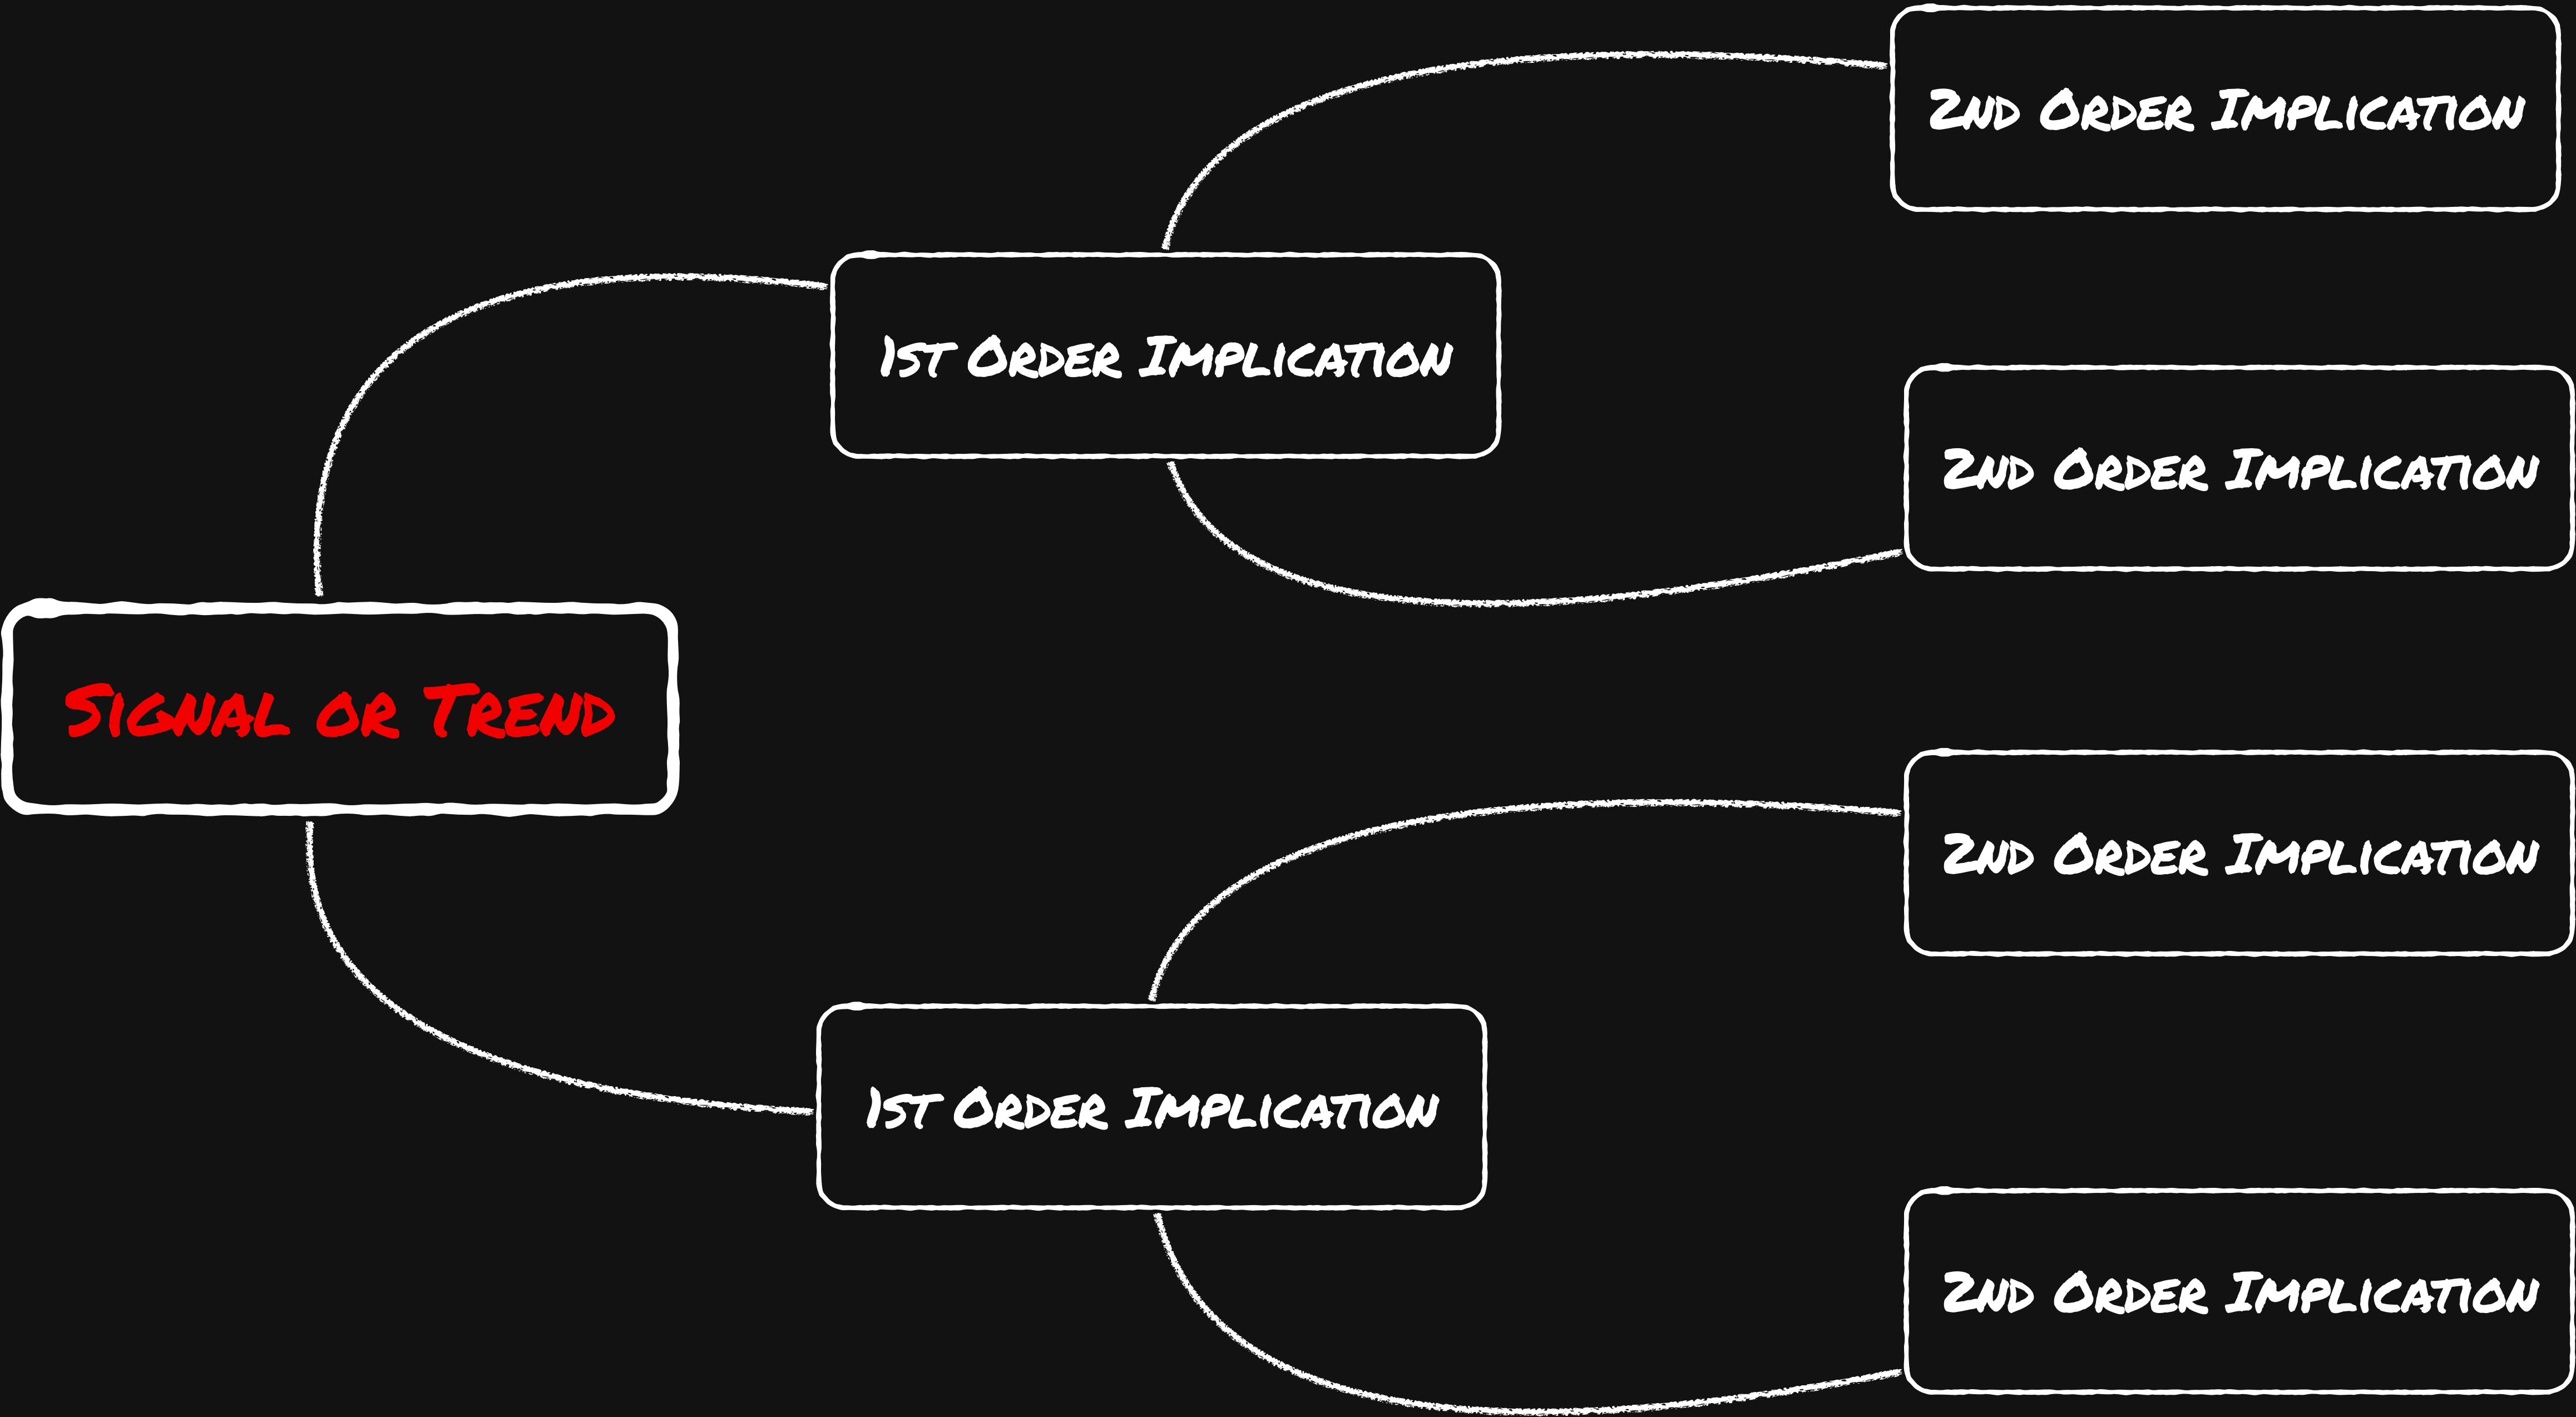 2nd Order Implication
1st Order Implication
2nd Order Implication
Signal or Trend
2nd Order Implication
1st Order Implication
2nd Order Implication